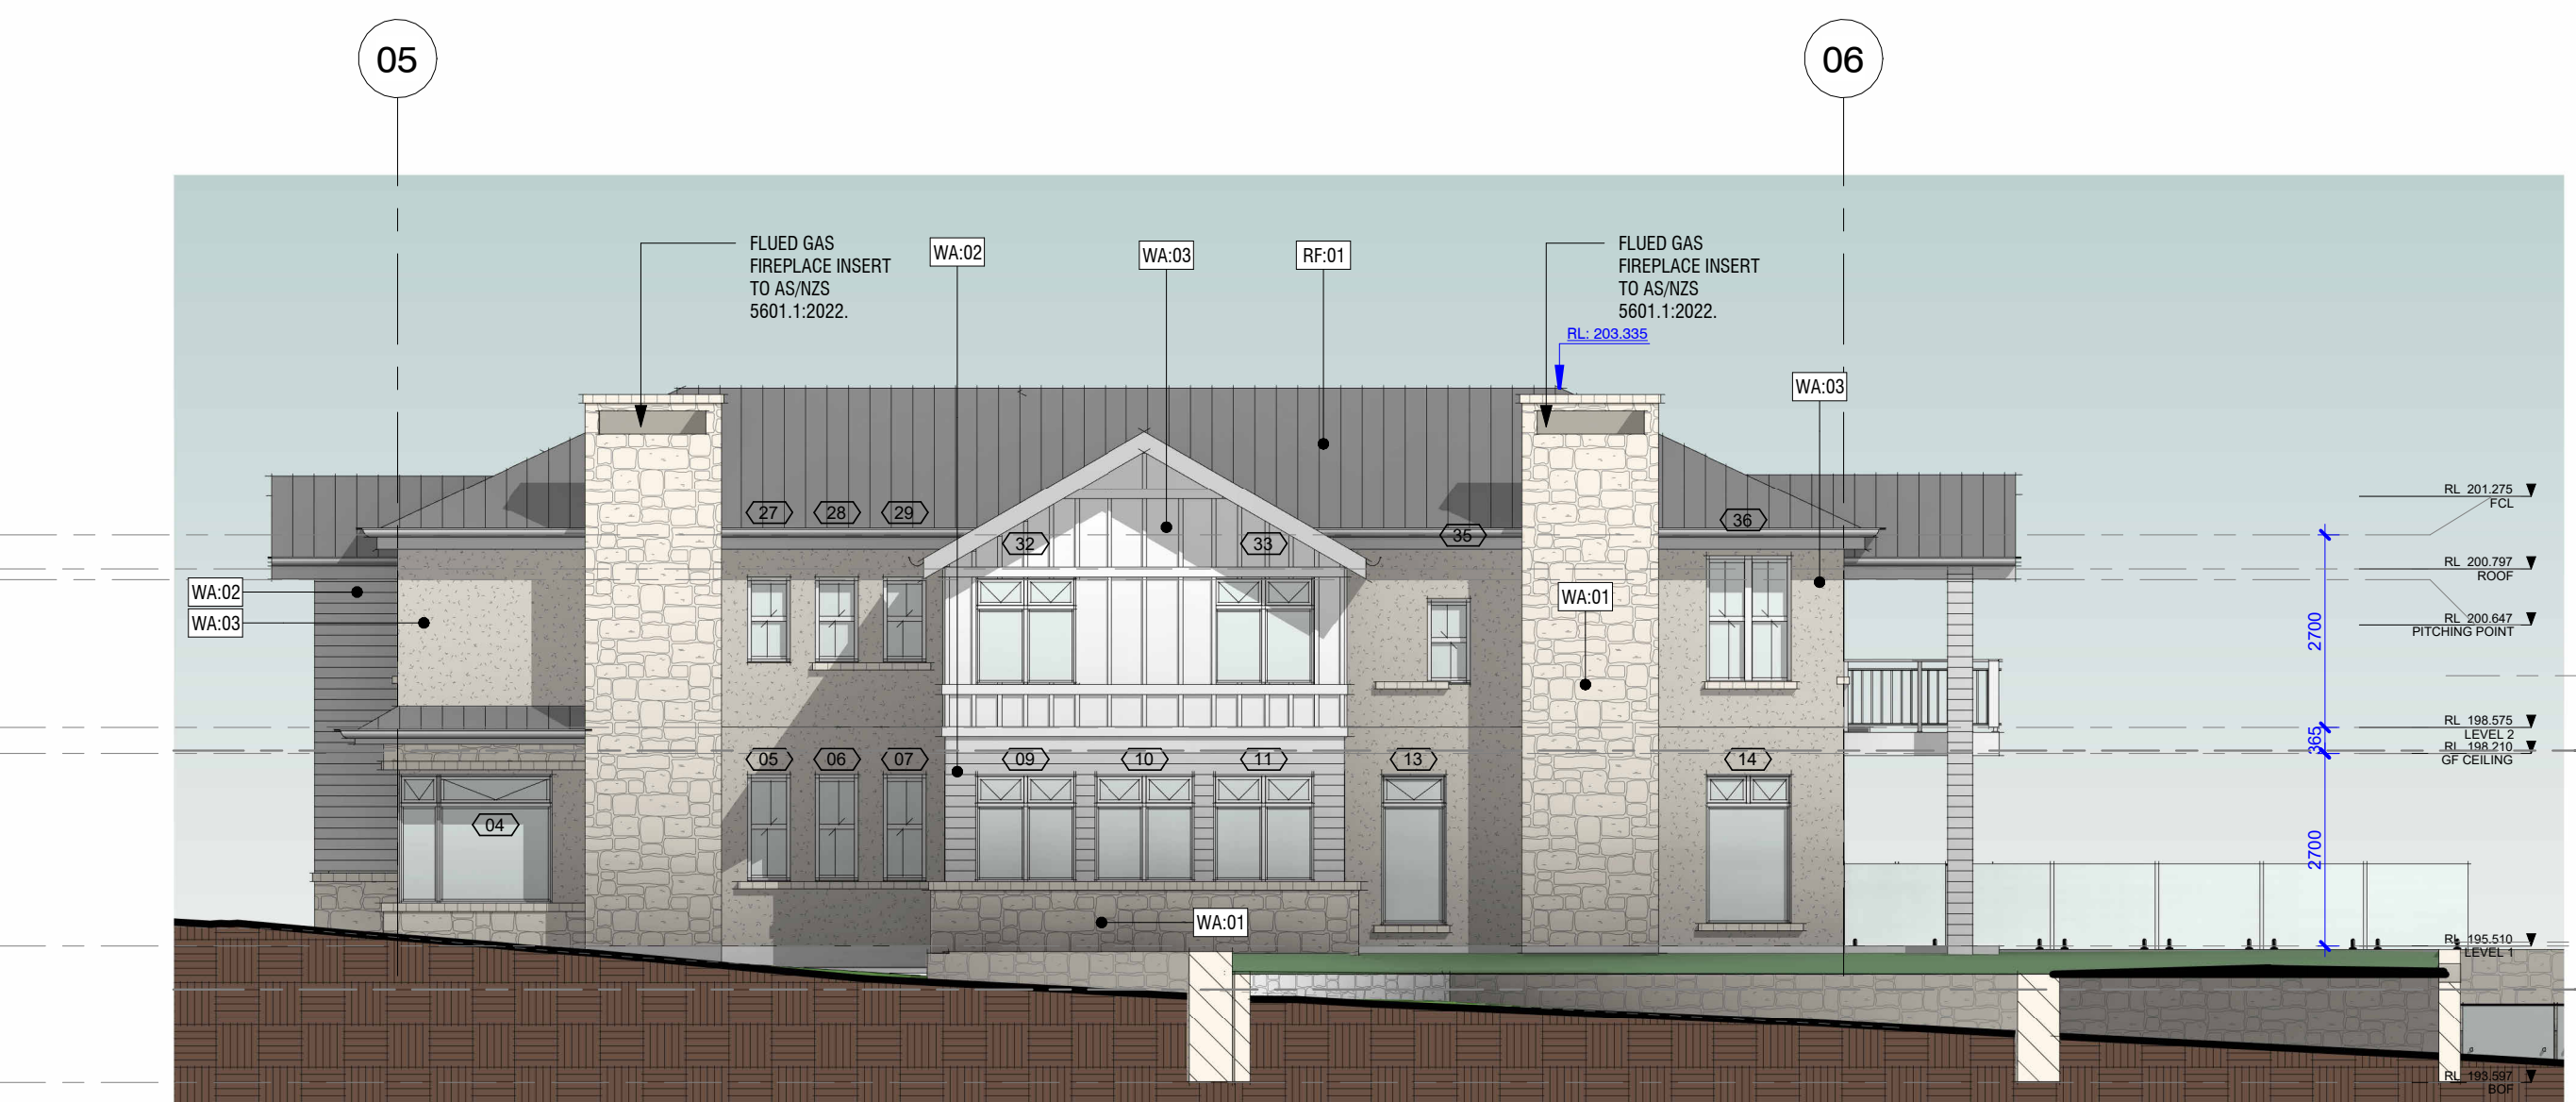 05
06
FLUED GAS
FIREPLACE INSERT
TO AS/NZS
5601.1:2022.
WA:02
WA:03
RF:01
FLUED GAS
FIREPLACE INSERT
TO AS/NZS
5601.1:2022.
RL: 203.335
WA:03
RL 201.275
FCL
27
28
29
32
33
35
36
RL 200.797
ROOF
WA:02
WA:03
WA:01
RL 200.647
PITCHING POINT
2700
RL 198.575
LEVEL 2
365
RL 198.210
GF CEILING
05
06
07
09
10
11
13
14
04
2700
WA:01
RL 195.510
LEVEL 1
RL 193.597
BOF